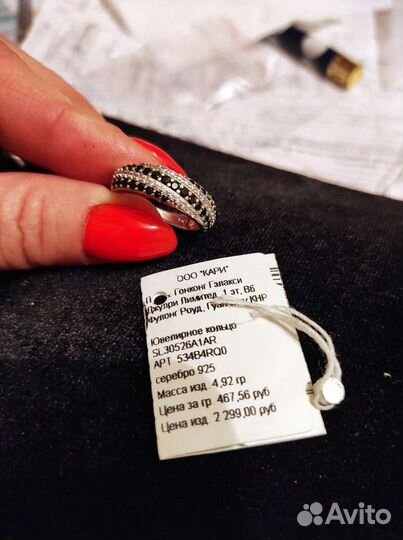 ООО "КАРИ"
Гонконг Гэлакси
Джулри Лимитед, 1 эт, В6
Фулонг Роуд, КНР
Ювелирное кольцо
SL30526A1AR
АРТ. 534B4RQ0
серебро 925
Масса изд. 4,92 гр
Цена за гр. 467,56 руб
Цена изд. 2 299,00 руб
Avito